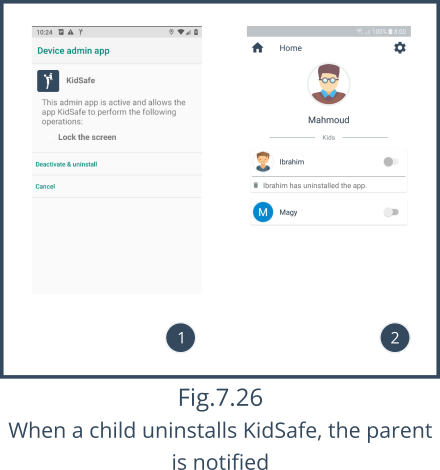 10:24
Device admin app
KidSafe
This admin app is active and allows the
app KidSafe to perform the following
operations:
Lock the screen
Deactivate & uninstall
Cancel
1
100% 8:05
Home
Mahmoud
Kids
Ibrahim
Ibrahim has uninstalled the app.
M Magy
2
Fig.7.26
When a child uninstalls KidSafe, the parent
is notified